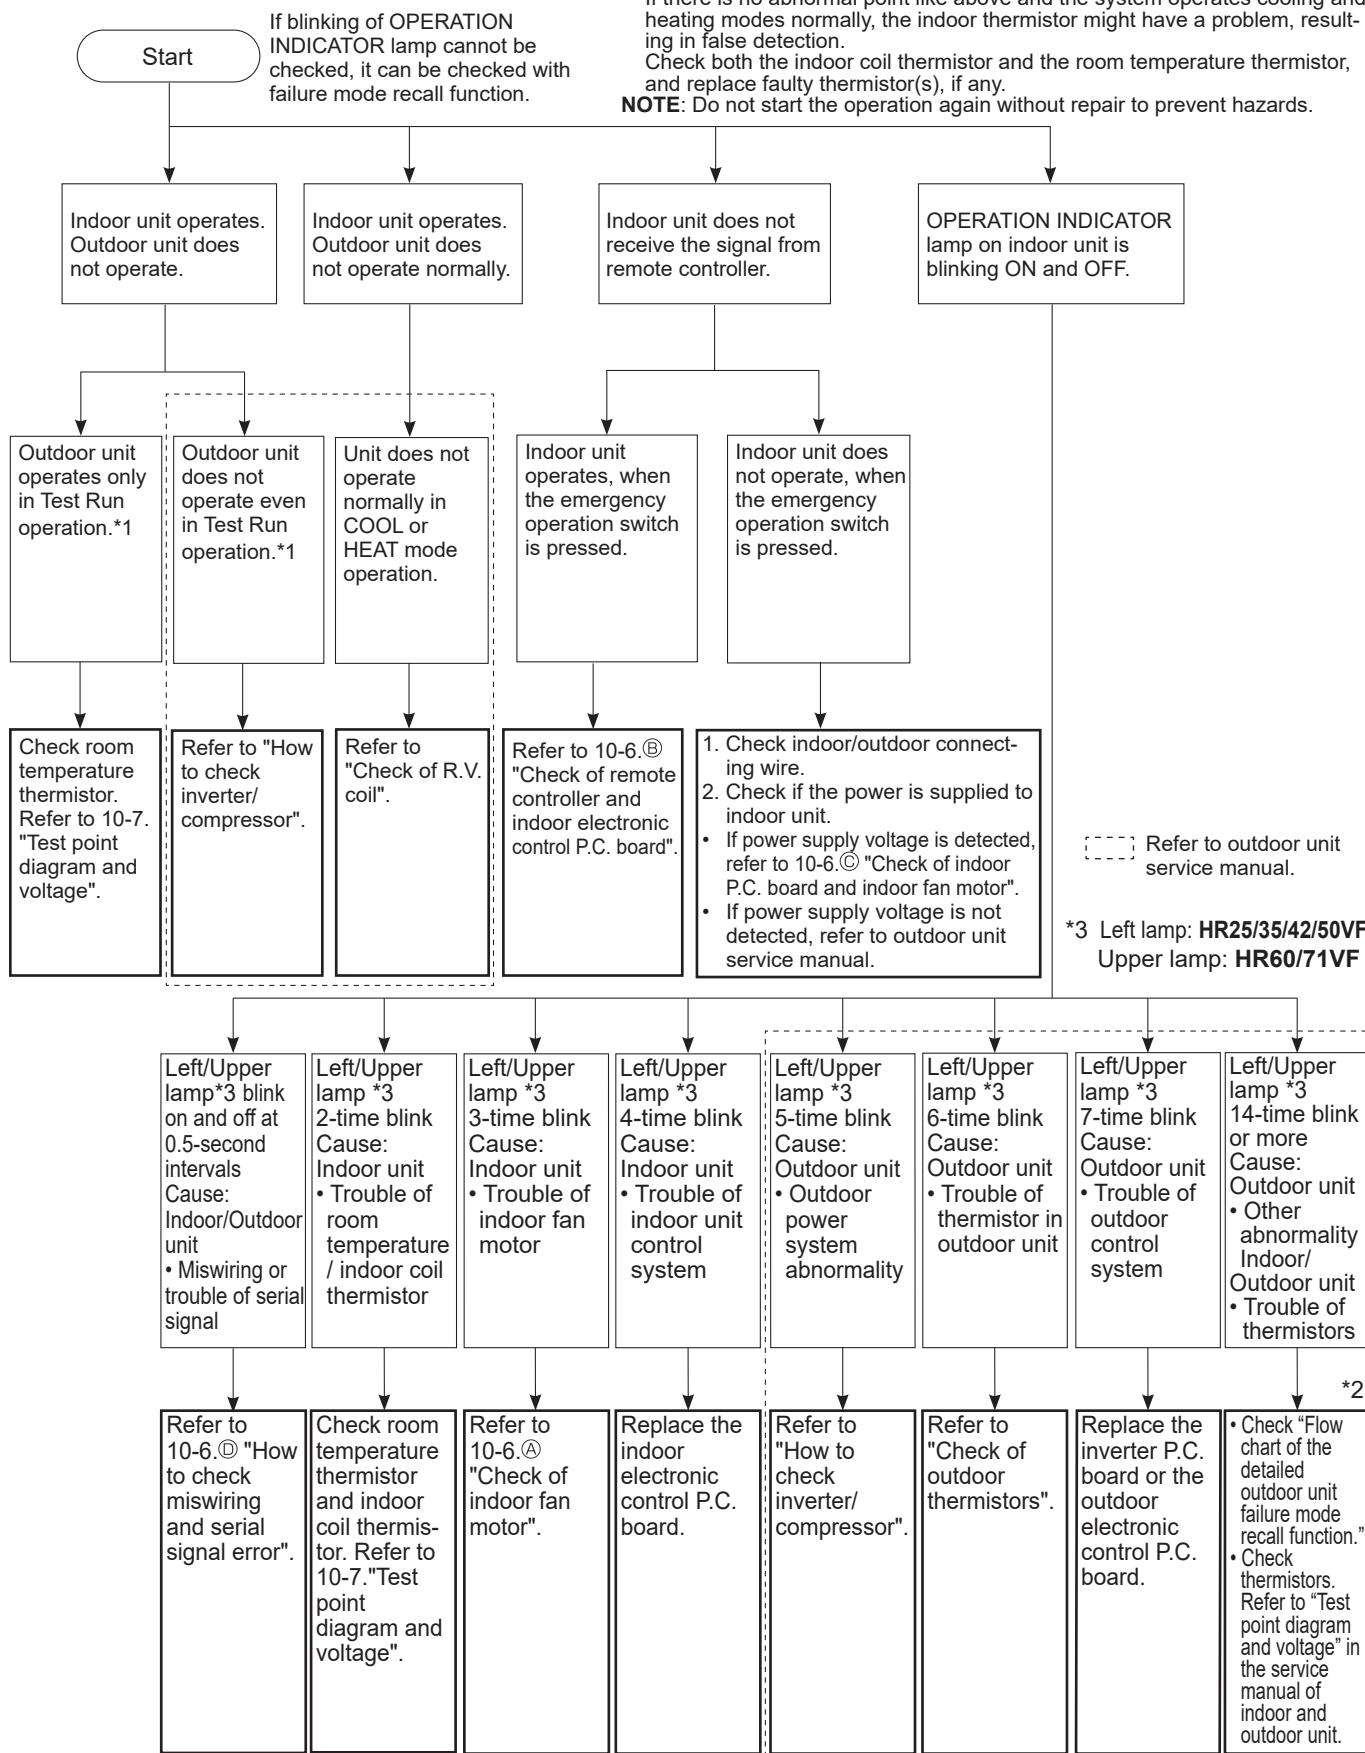 If there is no abnormal point like above and the system operates cooling and
heating modes normally, the indoor thermistor might have a problem, result-
ing in false detection.
Check both the indoor coil thermistor and the room temperature thermistor,
and replace faulty thermistor(s), if any.
NOTE: Do not start the operation again without repair to prevent hazards.
Start
If blinking of OPERATION
INDICATOR lamp cannot be
checked, it can be checked with
failure mode recall function.
Indoor unit operates.
Outdoor unit does
not operate.
Indoor unit operates.
Outdoor unit does
not operate normally.
Indoor unit does not
receive the signal from
remote controller.
OPERATION INDICATOR
lamp on indoor unit is
blinking ON and OFF.
Outdoor unit
operates only
in Test Run
operation.*1
Outdoor unit
does not
operate even
in Test Run
operation.*1
Unit does not
operate
normally in
COOL or
HEAT mode
operation.
Indoor unit
operates, when
the emergency
operation switch
is pressed.
Indoor unit does
not operate, when
the emergency
operation switch
is pressed.
Check room
temperature
thermistor.
Refer to 10-7.
"Test point
diagram and
voltage".
Refer to "How
to check
inverter/
compressor".
Refer to
"Check of R.V.
coil".
Refer to 10-6.Ⓑ
"Check of remote
controller and
indoor electronic
control P.C. board".
1. Check indoor/outdoor connect-
ing wire.
2. Check if the power is supplied to
indoor unit.
• If power supply voltage is detected,
refer to 10-6.Ⓒ "Check of indoor
P.C. board and indoor fan motor".
• If power supply voltage is not
detected, refer to outdoor unit
service manual.
Refer to outdoor unit
service manual.
*3 Left lamp: HR25/35/42/50VF
Upper lamp: HR60/71VF
Left/Upper
lamp*3 blink
on and off at
0.5-second
intervals
Cause:
Indoor/Outdoor
unit
• Miswiring or
trouble of serial
signal
Left/Upper
lamp *3
2-time blink
Cause:
Indoor unit
• Trouble of
room
temperature
/ indoor coil
thermistor
Left/Upper
lamp *3
3-time blink
Cause:
Indoor unit
• Trouble of
indoor fan
motor
Left/Upper
lamp *3
4-time blink
Cause:
Indoor unit
• Trouble of
indoor unit
control
system
Left/Upper
lamp *3
5-time blink
Cause:
Outdoor unit
• Outdoor
power
system
abnormality
Left/Upper
lamp *3
6-time blink
Cause:
Outdoor unit
• Trouble of
thermistor in
outdoor unit
Left/Upper
lamp *3
7-time blink
Cause:
Outdoor unit
• Trouble of
outdoor
control
system
Left/Upper
lamp *3
14-time blink
or more
Cause:
Outdoor unit
• Other
abnormality
Indoor/
Outdoor unit
• Trouble of
thermistors
*2
Refer to
10-6.Ⓓ "How
to check
miswiring
and serial
signal error".
Check room
temperature
thermistor
and indoor
coil thermis-
tor. Refer to
10-7."Test
point
diagram and
voltage".
Refer to
10-6.Ⓐ
"Check of
indoor fan
motor".
Replace the
indoor
electronic
control P.C.
board.
Refer to
"How to
check
inverter/
compressor".
Refer to
"Check of
outdoor
thermistors".
Replace the
inverter P.C.
board or the
outdoor
electronic
control P.C.
board.
• Check “Flow
chart of the
detailed
outdoor unit
failure mode
recall function.”
• Check
thermistors.
Refer to “Test
point diagram
and voltage” in
the service
manual of
indoor and
outdoor unit.